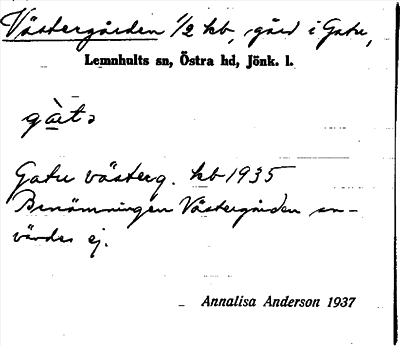 Västergården 1/2 kb, gård i Gatu,
Lemnhults sn, Östra hd, Jönk. l.
Gatu västerg. kb 1935
Benämningen Västergården an-
vändes ej.
Annalisa Anderson 1937